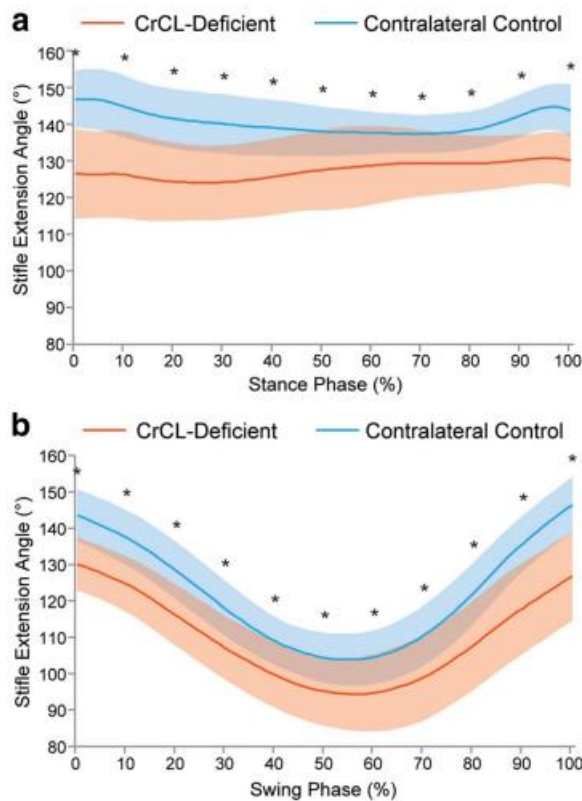 a
CrCL-Deficient Contralateral Control
160
150
140
130
120
110
100
90
80
Stifle Extension Angle (°)
* * * * * * * * * * *
0 10 20 30 40 50 60 70 80 90 100
Stance Phase (%)
b
CrCL-Deficient Contralateral Control
160
150
140
130
120
110
100
90
80
Stifle Extension Angle (°)
* * * * * * * * * * *
0 10 20 30 40 50 60 70 80 90 100
Swing Phase (%)